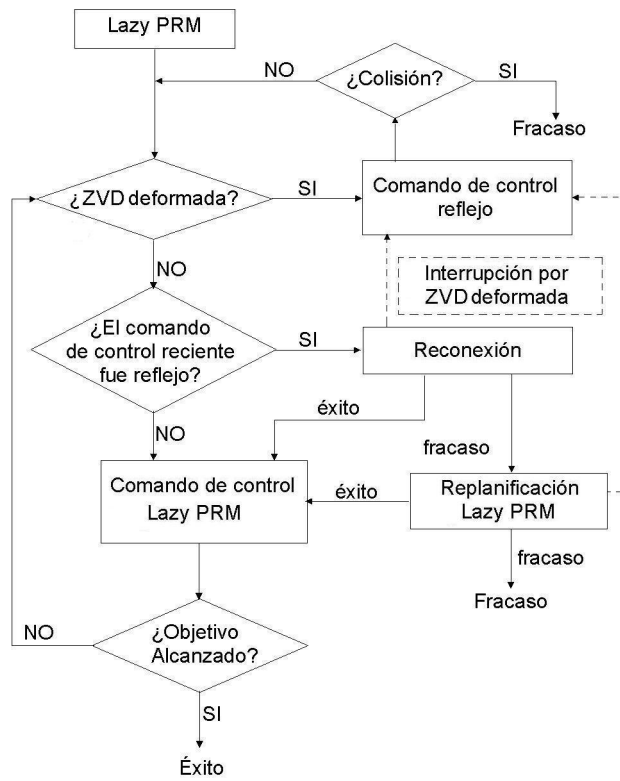 Lazy PRM
NO
¿Colisión?
SI
Fracaso
¿ZVD deformada?
SI
Comando de control
reflejo
NO
Interrupción por
ZVD deformada
¿El comando
de control reciente
fue reflejo?
SI
Reconexión
éxito
NO
fracaso
Comando de control
Lazy PRM
éxito
Replanificación
Lazy PRM
fracaso
Fracaso
NO
¿Objetivo
Alcanzado?
SI
Éxito